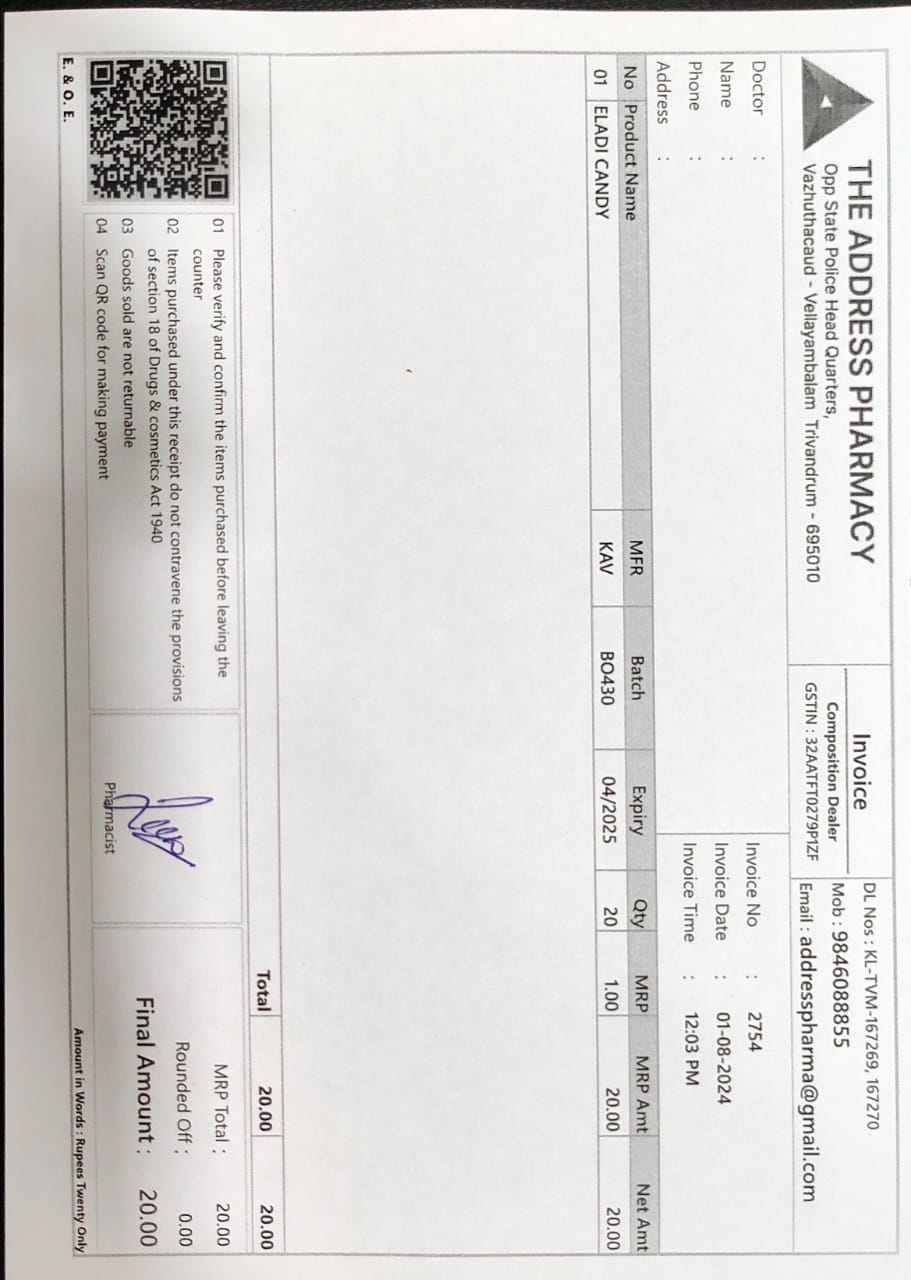 THE ADDRESS PHARMACY
Opp State Police Head Quarters,
Vazhuthacaud - Vellayambalam Trivandrum - 695010
Invoice
Composition Dealer
GSTIN : 32AATFT0279P1ZF
DL Nos : KL-TVM-167269, 167270
Mob : 9846088855
Email : addresspharma@gmail.com
Doctor :
Name :
Phone :
Address :
Invoice No : 2754
Invoice Date : 01-08-2024
Invoice Time : 12:03 PM
No Product Name MFR Batch Expiry Qty MRP MRP Amt Net Amt
01 ELADI CANDY KAV BO430 04/2025 20 1.00 20.00 20.00
Total 20.00 20.00
01 Please verify and confirm the items purchased before leaving the
counter
02 Items purchased under this receipt do not contravene the provisions
of section 18 of Drugs & cosmetics Act 1940
03 Goods sold are not returnable
04 Scan QR code for making payment
Pharmacist
MRP Total : 20.00
Rounded Off : 0.00
Final Amount : 20.00
E. & O. E.
Amount in Words : Rupees Twenty Only